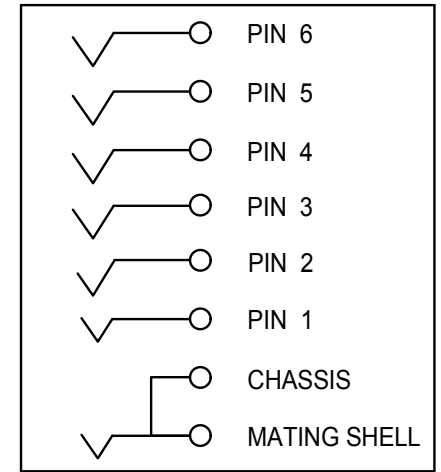 PIN 6
PIN 5
PIN 4
PIN 3
PIN 2
PIN 1
CHASSIS
MATING SHELL